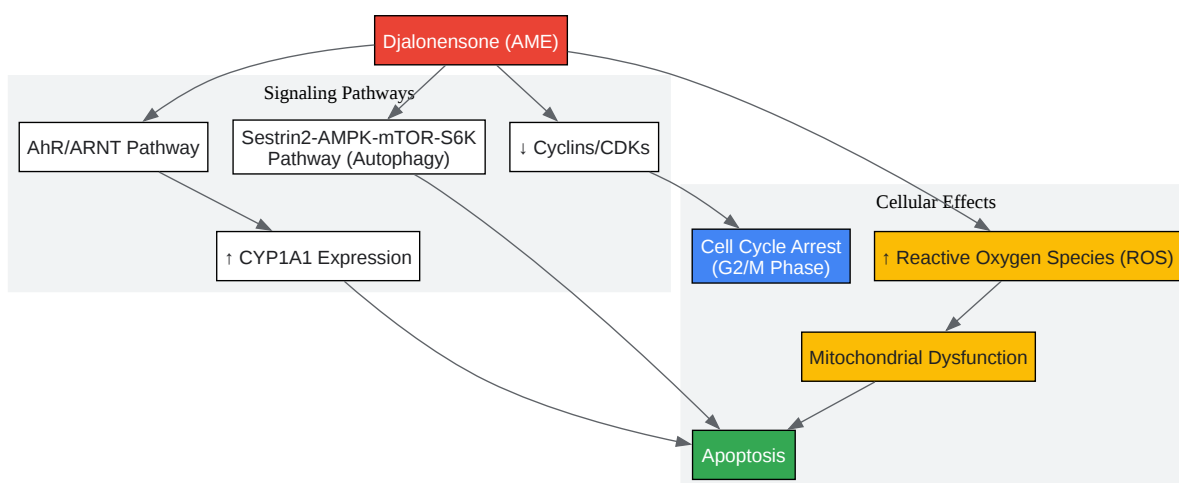 Djalonensone (AME)
Signaling Pathways
AhR/ARNT Pathway
Sestrin2-AMPK-mTOR-S6K
Pathway (Autophagy)
↓ Cyclins/CDKs
Cellular Effects
↑ CYP1A1 Expression
Cell Cycle Arrest
(G2/M Phase)
↑ Reactive Oxygen Species (ROS)
Mitochondrial Dysfunction
Apoptosis